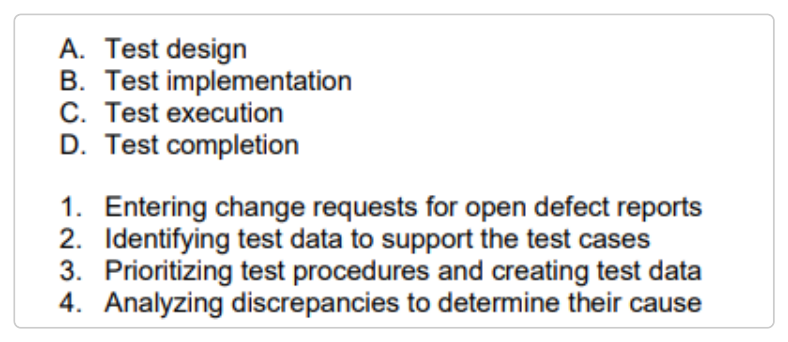 A. Test design
B. Test implementation
C. Test execution
D. Test completion
1. Entering change requests for open defect reports
2. Identifying test data to support the test cases
3. Prioritizing test procedures and creating test data
4. Analyzing discrepancies to determine their cause